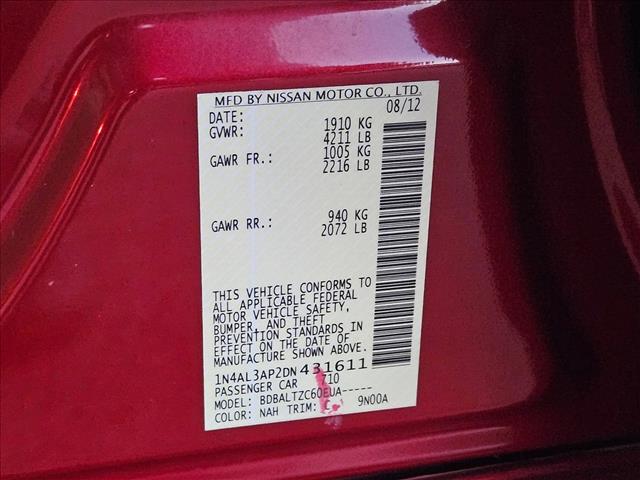 MFD BY NISSAN MOTOR CO., LTD.
DATE: 08/12
GVWR: 1910 KG
4211 LB
GAWR FR.: 1005 KG
2216 LB
GAWR RR.: 940 KG
2072 LB
THIS VEHICLE CONFORMS TO
ALL APPLICABLE FEDERAL
MOTOR VEHICLE SAFETY,
BUMPER, AND THEFT
PREVENTION STANDARDS IN
EFFECT ON THE DATE OF
MANUFACTURE SHOWN ABOVE.
1N4AL3AP2DN431611
PASSENGER CAR 710
MODEL: BDBALTZC60EUA-----
COLOR: NAH TRIM: 9N00A